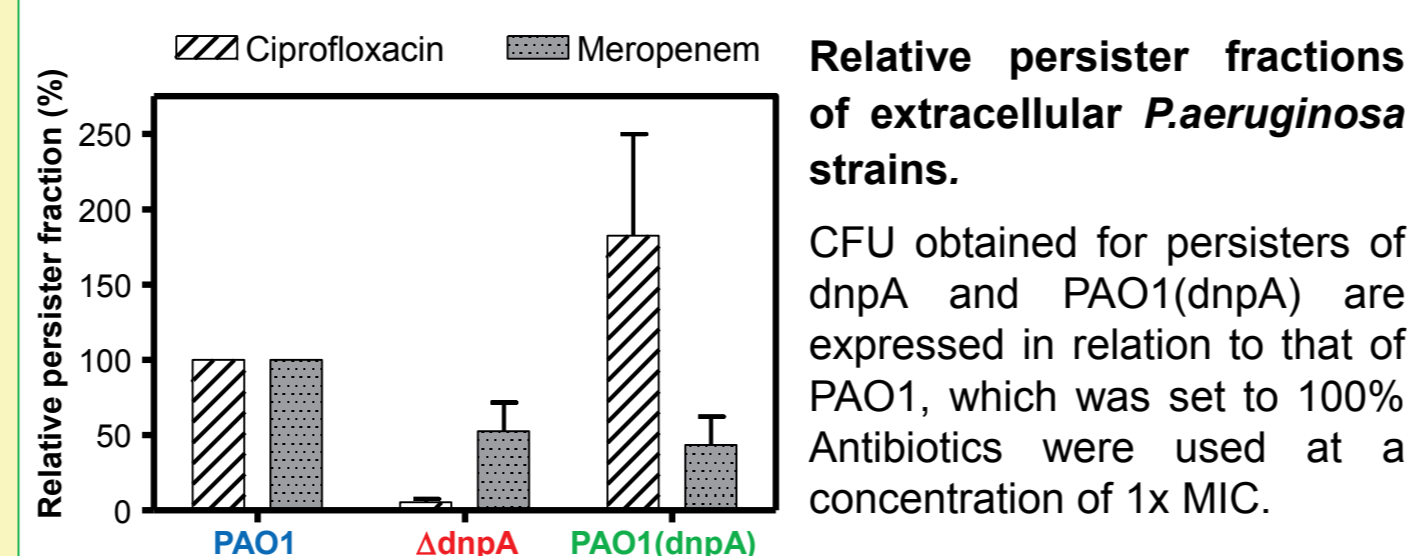 Ciprofloxacin Meropenem
Relative persister fraction (%)
250
200
150
100
50
0
PAO1 ΔdnpA PAO1(dnpA)
Relative persister fractions
of extracellular P.aeruginosa
strains.
CFU obtained for persisters of
dnpA and PAO1(dnpA) are
expressed in relation to that of
PAO1, which was set to 100%
Antibiotics were used at a
concentration of 1x MIC.